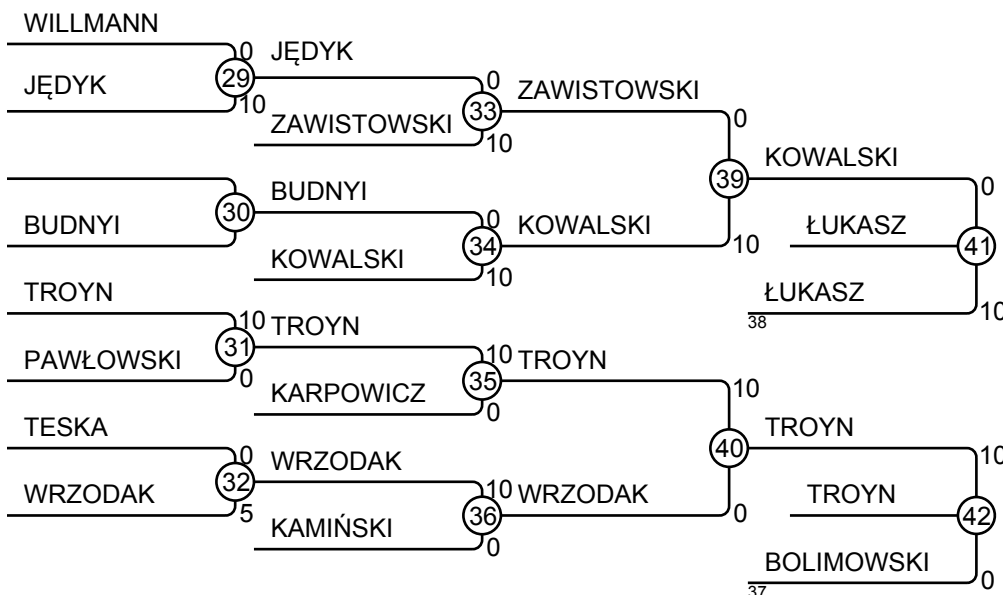 WILLMANN
0 JĘDYK
29
JĘDYK
10
0 ZAWISTOWSKI
33
ZAWISTOWSKI
10
0
39
KOWALSKI
10
BUDNYI
30
BUDNYI
0
34
KOWALSKI
KOWALSKI
10
0
ŁUKASZ
41
ŁUKASZ
38
10
TROYN
10 TROYN
31
PAWŁOWSKI
0
10 TROYN
35
KARPOWICZ
0
10
40
TROYN
0
TESKA
0 WRZODAK
32
WRZODAK
5
10 WRZODAK
36
KAMIŃSKI
0
10
TROYN
42
BOLIMOWSKI
37
0